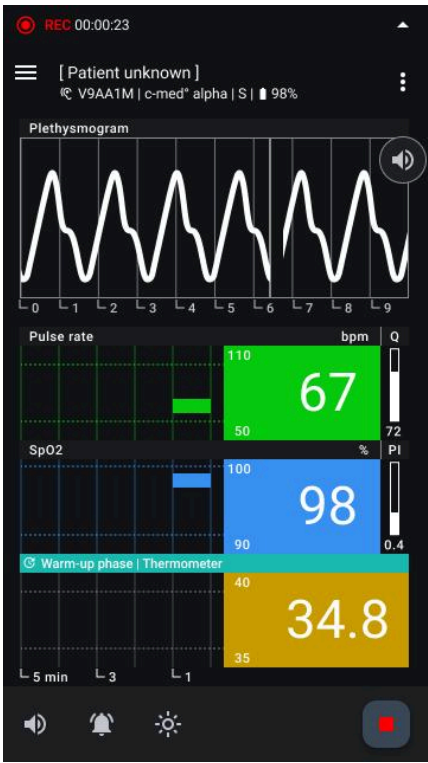 REC 00:00:23
[ Patient unknown ]
V9AA1M | c-med° alpha | S | 98%
Plethysmogram
0 1 2 3 4 5 6 7 8 9
Pulse rate bpm Q
110
67
50 72
SpO2 % PI
100
98
90 0.4
Warm-up phase | Thermometer
40
34.8
35
5 min 3 1